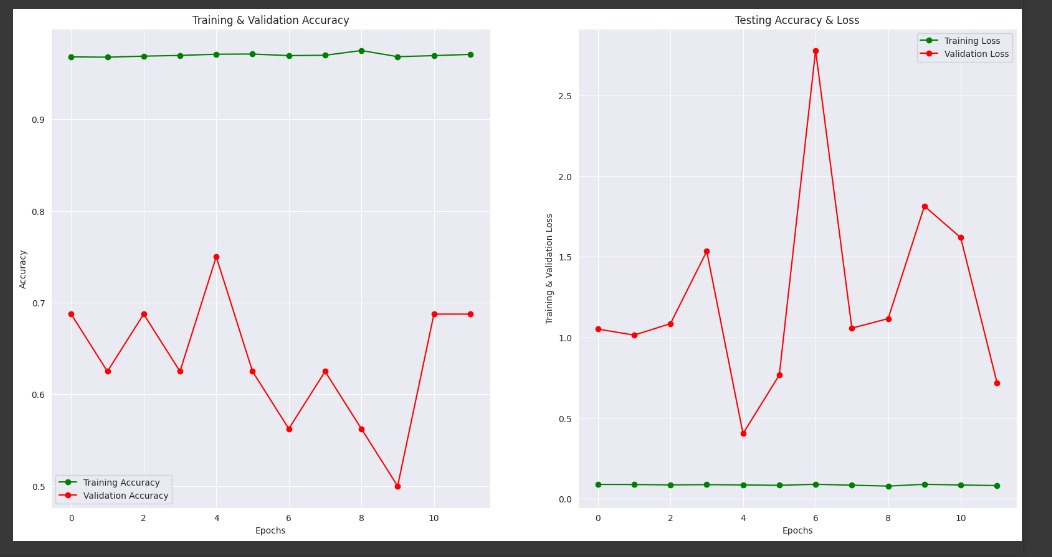 Training & Validation Accuracy
Accuracy
0.9
0.8
0.7
0.6
0.5
Training Accuracy
Validation Accuracy
0 2 4 6 8 10
Epochs
Testing Accuracy & Loss
Training & Validation Loss
Training Loss
Validation Loss
2.5
2.0
1.5
1.0
0.5
0.0
0 2 4 6 8 10
Epochs